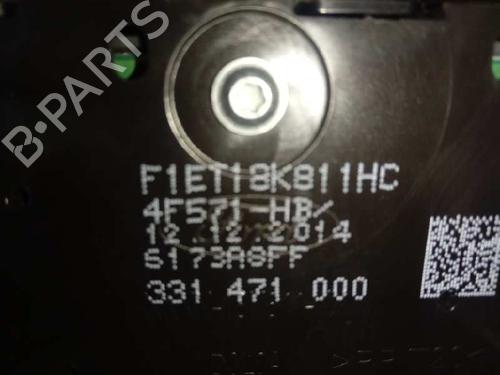 B-PARTS
F1ET18K811HC
4F571-HB/
12.12.2014
6173A8FF
331 471 000